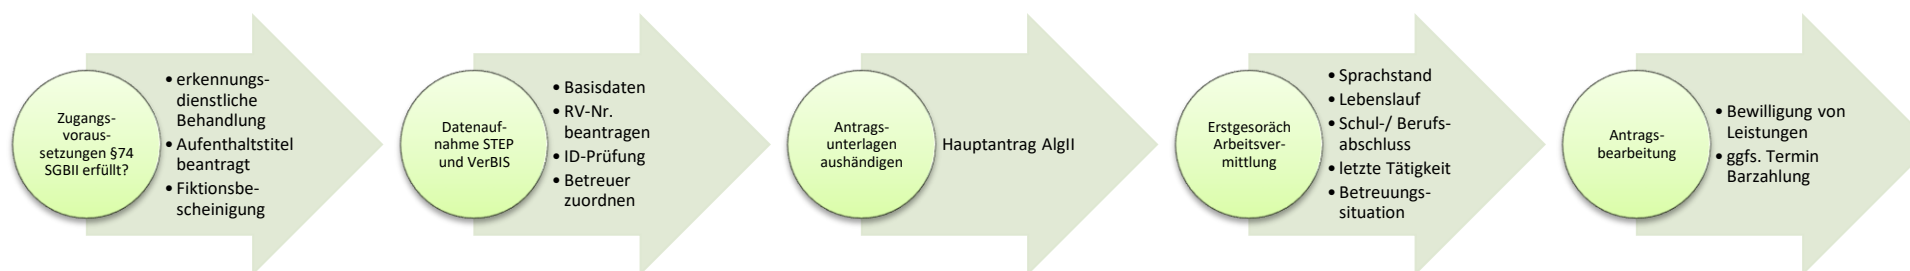 Zugangs-
voraus-
setzungen §74
SGBII erfüllt?
• erkennungs-
dienstliche
Behandlung
• Aufenthaltstitel
beantragt
• Fiktionsbe-
scheinigung
Datenauf-
nahme STEP
und VerBIS
• Basisdaten
• RV-Nr.
beantragen
• ID-Prüfung
• Betreuer
zuordnen
Antrags-
unterlagen
aushändigen
Hauptantrag AlgII
Erstgesoräch
Arbeitsver-
mittlung
• Sprachstand
• Lebenslauf
• Schul-/ Berufs-
abschluss
• letzte Tätigkeit
• Betreuungs-
situation
Antrags-
bearbeitung
• Bewilligung von
Leistungen
• ggfs. Termin
Barzahlung